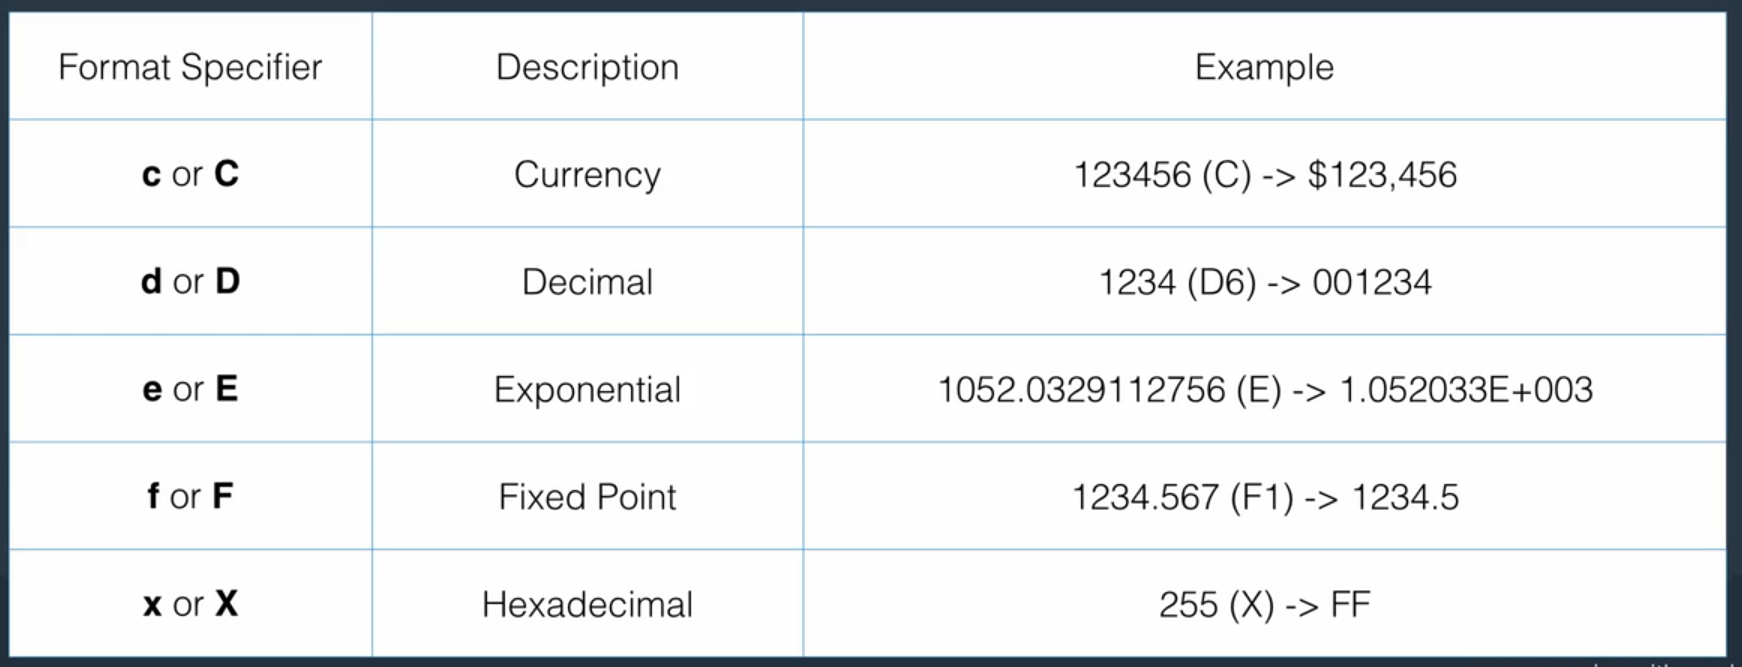 Format Specifier Description Example
c or C Currency 123456 (C) -> $123,456
d or D Decimal 1234 (D6) -> 001234
e or E Exponential 1052.0329112756 (E) -> 1.052033E+003
f or F Fixed Point 1234.567 (F1) -> 1234.5
x or X Hexadecimal 255 (X) -> FF